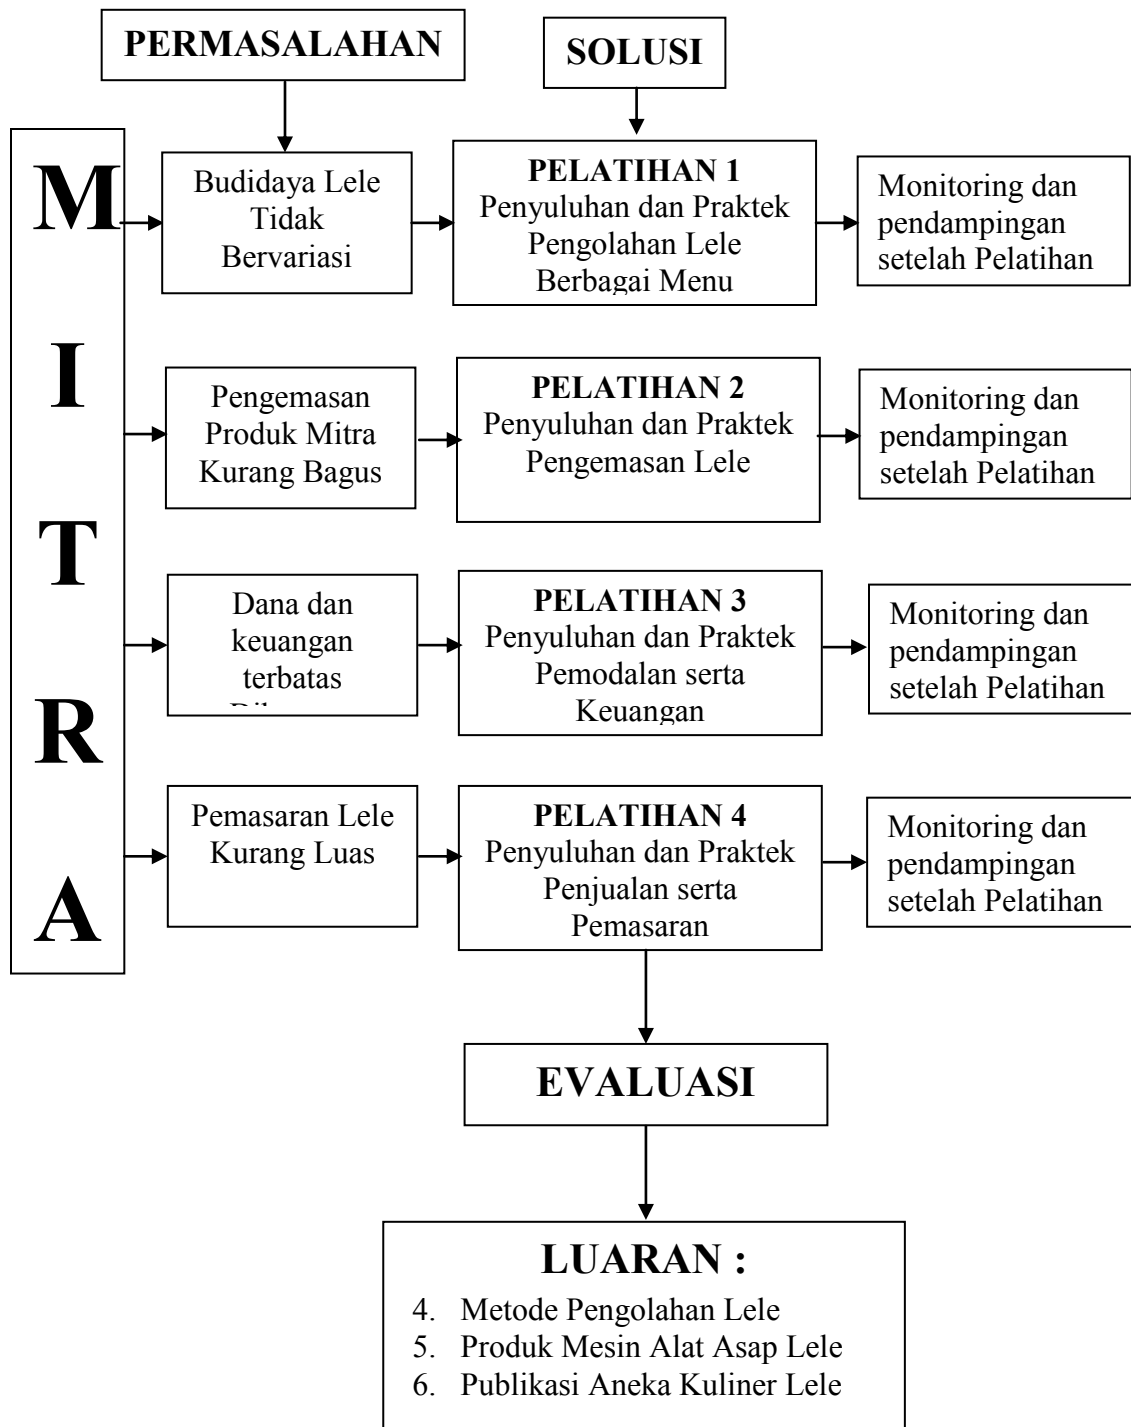 PERMASALAHAN
SOLUSI
M
I
T
R
A
Budidaya Lele
Tidak
Bervariasi
PELATIHAN 1
Penyuluhan dan Praktek
Pengolahan Lele
Berbagai Menu
Monitoring dan
pendampingan
setelah Pelatihan
Pengemasan
Produk Mitra
Kurang Bagus
PELATIHAN 2
Penyuluhan dan Praktek
Pengemasan Lele
Monitoring dan
pendampingan
setelah Pelatihan
Dana dan
keuangan
terbatas
PELATIHAN 3
Penyuluhan dan Praktek
Pemodalan serta
Keuangan
Monitoring dan
pendampingan
setelah Pelatihan
Pemasaran Lele
Kurang Luas
PELATIHAN 4
Penyuluhan dan Praktek
Penjualan serta
Pemasaran
Monitoring dan
pendampingan
setelah Pelatihan
EVALUASI
LUARAN :
4. Metode Pengolahan Lele
5. Produk Mesin Alat Asap Lele
6. Publikasi Aneka Kuliner Lele